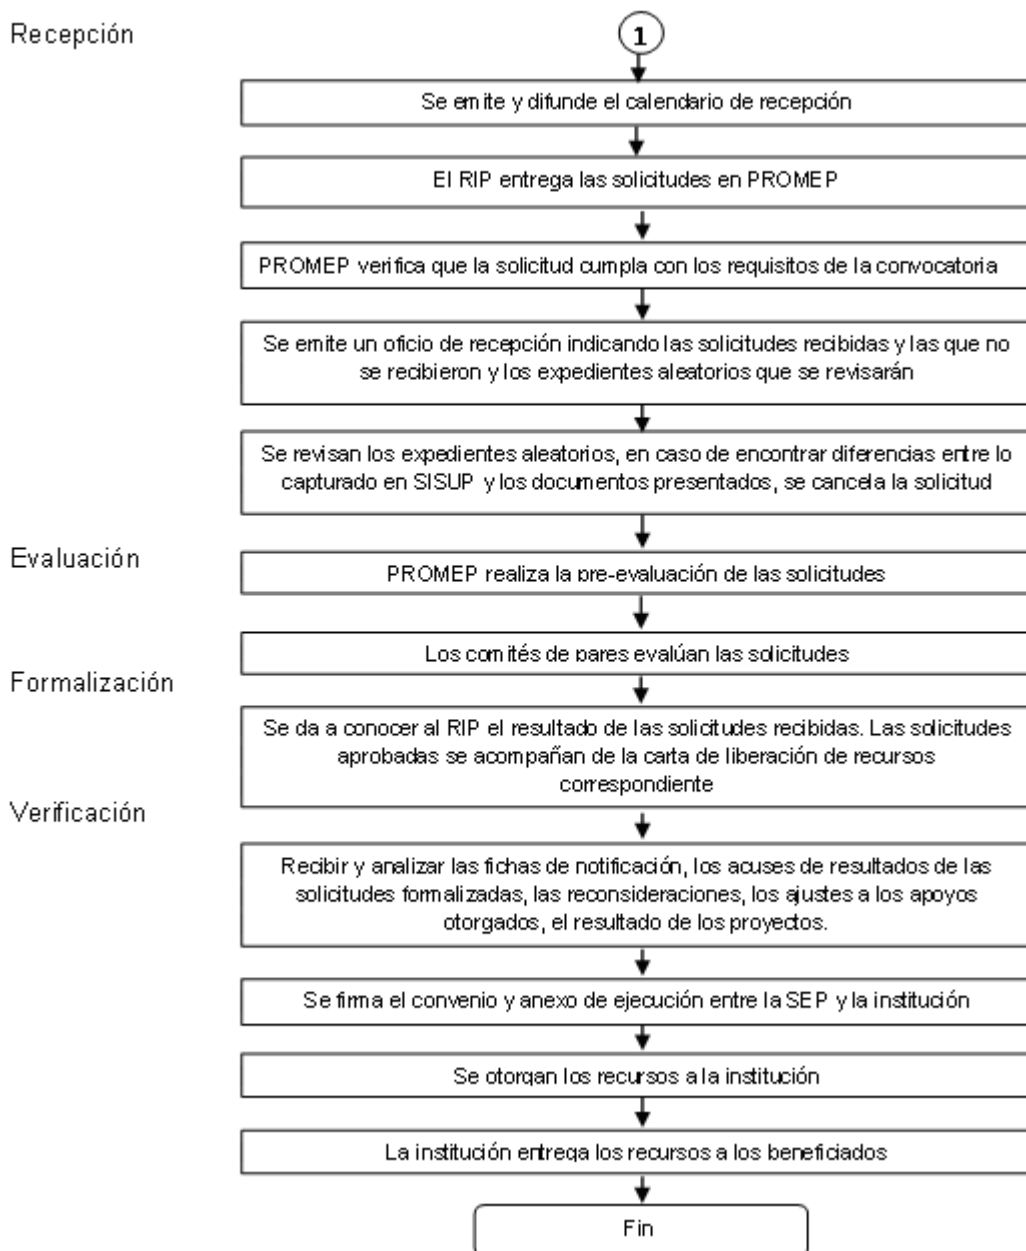 Recepción
1
Se emite y difunde el calendario de recepción
El RIP entrega las solicitudes en PROMEP
PROMEP verifica que la solicitud cumpla con los requisitos de la convocatoria
Se emite un oficio de recepción indicando las solicitudes recibidas y las que no
se recibieron y los expedientes aleatorios que se revisarán
Se revisan los expedientes aleatorios, en caso de encontrar diferencias entre lo
capturado en SISUP y los documentos presentados, se cancela la solicitud
Evaluación
PROMEP realiza la pre-evaluación de las solicitudes
Los comités de pares evalúan las solicitudes
Formalización
Se da a conocer al RIP el resultado de las solicitudes recibidas. Las solicitudes
aprobadas se acompañan de la carta de liberación de recursos
correspondiente
Verificación
Recibir y analizar las fichas de notificación, los acuses de resultados de las
solicitudes formalizadas, las reconsideraciones, los ajustes a los apoyos
otorgados, el resultado de los proyectos.
Se firma el convenio y anexo de ejecución entre la SEP y la institución
Se otorgan los recursos a la institución
La institución entrega los recursos a los beneficiados
Fin